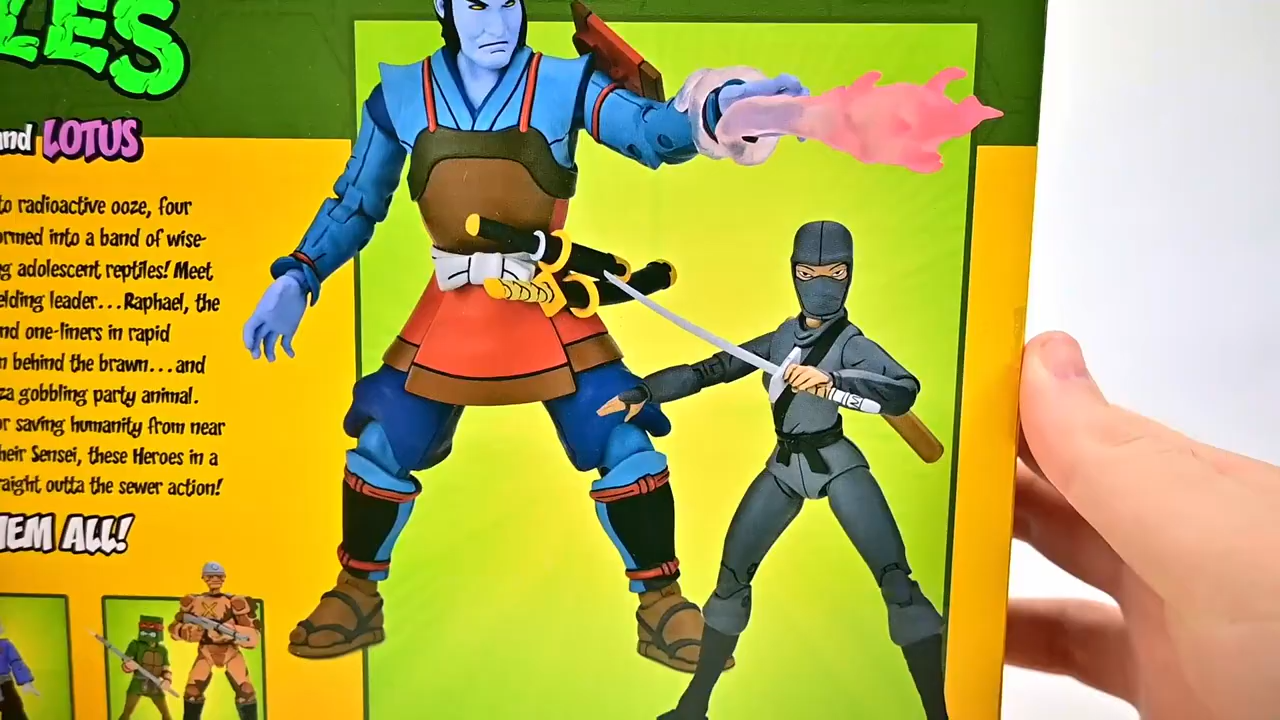 LES
and LOTUS
to radioactive ooze, four
ormed into a band of wise-
g adolescent reptiles! Meet
elding leader...Raphael, the
nd one-liners in rapid
n behind the brawn...and
za gobbling party animal.
or saving humanity from near
heir Sensei, these Heroes in a
raight outta the sewer action!
HEM ALL!